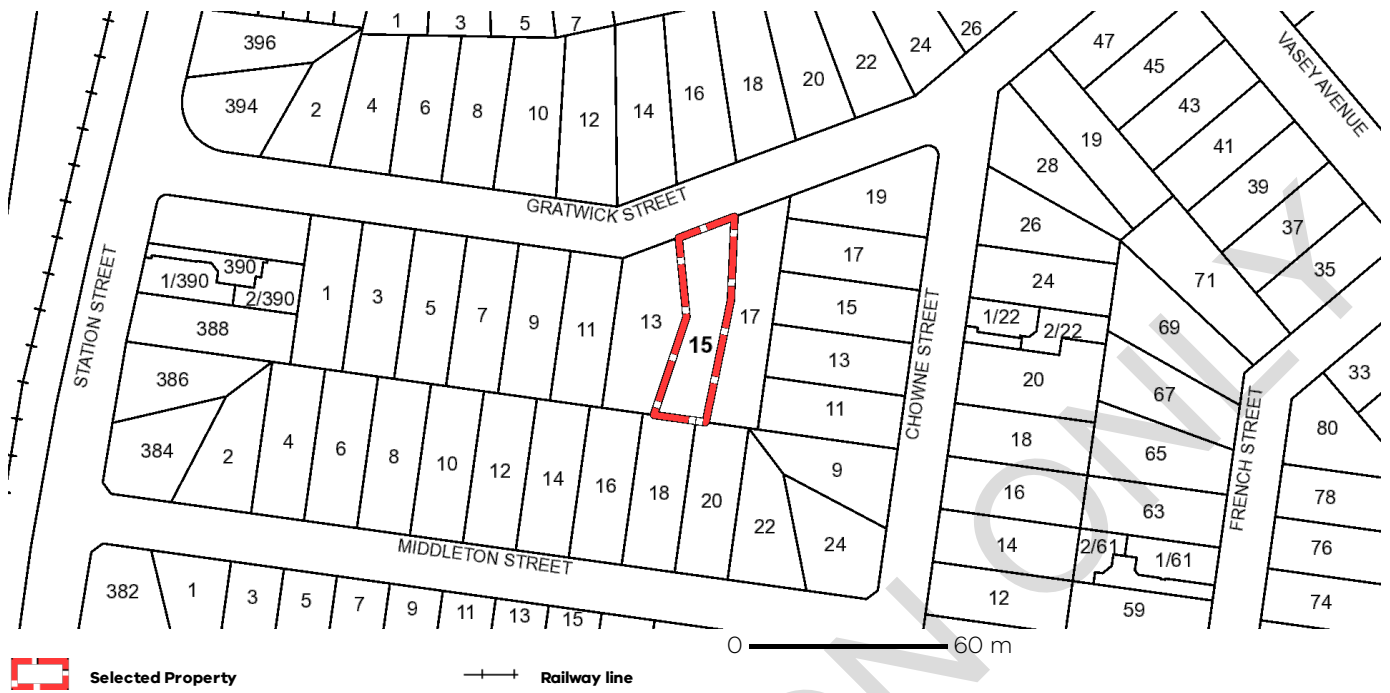 1 3 5 7
396
394 2 4 6 8 10 12 14 16 18 20 22 24 26
47 45 43 41 39 37 35
VASEY AVENUE
19
28
26
24
1/22 2/22
20
18
16
14
12
GRATWICK STREET
STATION STREET
390
1/390 2/390
388
386
384
1 3 5 7 9 11 13 15 17
19
17
15
13
11
9
CHOWNE STREET
2 4 6 8 10 12 14 16 18 20 22 24
MIDDLETON STREET
382 1 3 5 7 9 11 13 15
71
69
67
65
63
2/61 1/61
59
FRENCH STREET
33
80
78
76
74
N ONLY
0 60 m
Selected Property Railway line